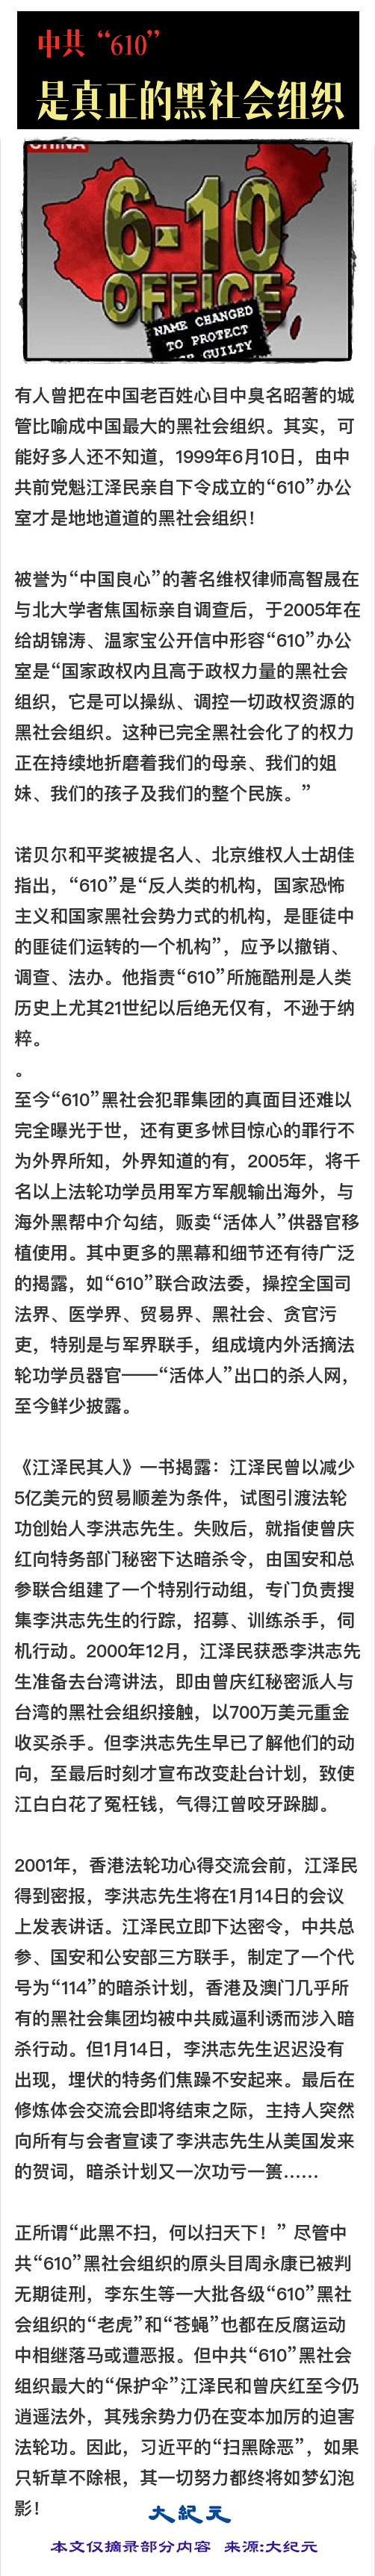 中共“610”
是真正的黑社会组织
CHINA
6-10
OFFICE
NAME CHANGED
TO PROTECT
GUILTY
有人曾把在中国老百姓心目中臭名昭著的城
管比喻成中国最大的黑社会组织。其实，可
能好多人还不知道，1999年6月10日，由中
共前党魁江泽民亲自下令成立的“610”办公
室才是地地道道的黑社会组织！
被誉为“中国良心”的著名维权律师高智晟在
与北大学者焦国标亲自调查后，于2005年在
给胡锦涛、温家宝公开信中形容“610”办公
室是“国家政权内且高于政权力量的黑社会
组织，它是可以操纵、调控一切政权资源的
黑社会组织。这种已完全黑社会化了的权力
正在持续地折磨着我们的母亲、我们的姐
妹、我们的孩子及我们的整个民族。”
诺贝尔和平奖被提名人、北京维权人士胡佳
指出，“610”是“反人类的机构，国家恐怖
主义和国家黑社会势力式的机构，是匪徒中
的匪徒们运转的一个机构”，应予以撤销、
调查、法办。他指责“610”所施酷刑是人类
历史上尤其21世纪以后绝无仅有，不逊于纳
粹。
。
至今“610”黑社会犯罪集团的真面目还难以
完全曝光于世，还有更多怵目惊心的罪行不
为外界所知，外界知道的有，2005年，将千
名以上法轮功学员用军方军舰输出海外，与
海外黑帮中介勾结，贩卖“活体人”供器官移
植使用。其中更多的黑幕和细节还有待广泛
的揭露，如“610”联合政法委，操控全国司
法界、医学界、贸易界、黑社会、贪官污
吏，特别是与军界联手，组成境内外活摘法
轮功学员器官——“活体人”出口的杀人网，
至今鲜少披露。
《江泽民其人》一书揭露：江泽民曾以减少
5亿美元的贸易顺差为条件，试图引渡法轮
功创始人李洪志先生。失败后，就指使曾庆
红向特务部门秘密下达暗杀令，由国安和总
参联合组建了一个特别行动组，专门负责搜
集李洪志先生的行踪，招募、训练杀手，伺
机行动。2000年12月，江泽民获悉李洪志先
生准备去台湾讲法，即由曾庆红秘密派人与
台湾的黑社会组织接触，以700万美元重金
收买杀手。但李洪志先生早已了解他们的动
向，至最后时刻才宣布改变赴台计划，致使
江白白花了冤枉钱，气得江曾咬牙跺脚。
2001年，香港法轮功心得交流会前，江泽民
得到密报，李洪志先生将在1月14日的会议
上发表讲话。江泽民立即下达密令，中共总
参、国安和公安部三方联手，制定了一个代
号为“114”的暗杀计划，香港及澳门几乎所
有的黑社会集团均被中共威逼利诱而涉入暗
杀行动。但1月14日，李洪志先生迟迟没有
出现，埋伏的特务们焦躁不安起来。最后在
修炼体会交流会即将结束之际，主持人突然
向所有与会者宣读了李洪志先生从美国发来
的贺词，暗杀计划又一次功亏一篑……
正所谓“此黑不扫，何以扫天下！” 尽管中
共“610”黑社会组织的原头目周永康已被判
无期徒刑，李东生等一大批各级“610”黑社
会组织的“老虎”和“苍蝇”也都在反腐运动
中相继落马或遭恶报。但中共“610”黑社会
组织最大的“保护伞”江泽民和曾庆红至今仍
逍遥法外，其残余势力仍在变本加厉的迫害
法轮功。因此，习近平的“扫黑除恶”，如果
只斩草不除根，其一切努力都终将如梦幻泡
影！
大紀元
本文仅摘录部分内容 来源:大纪元